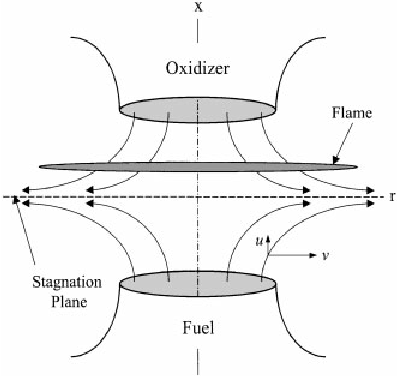 x
Oxidizer
Flame
r
u
v
Stagnation
Plane
Fuel